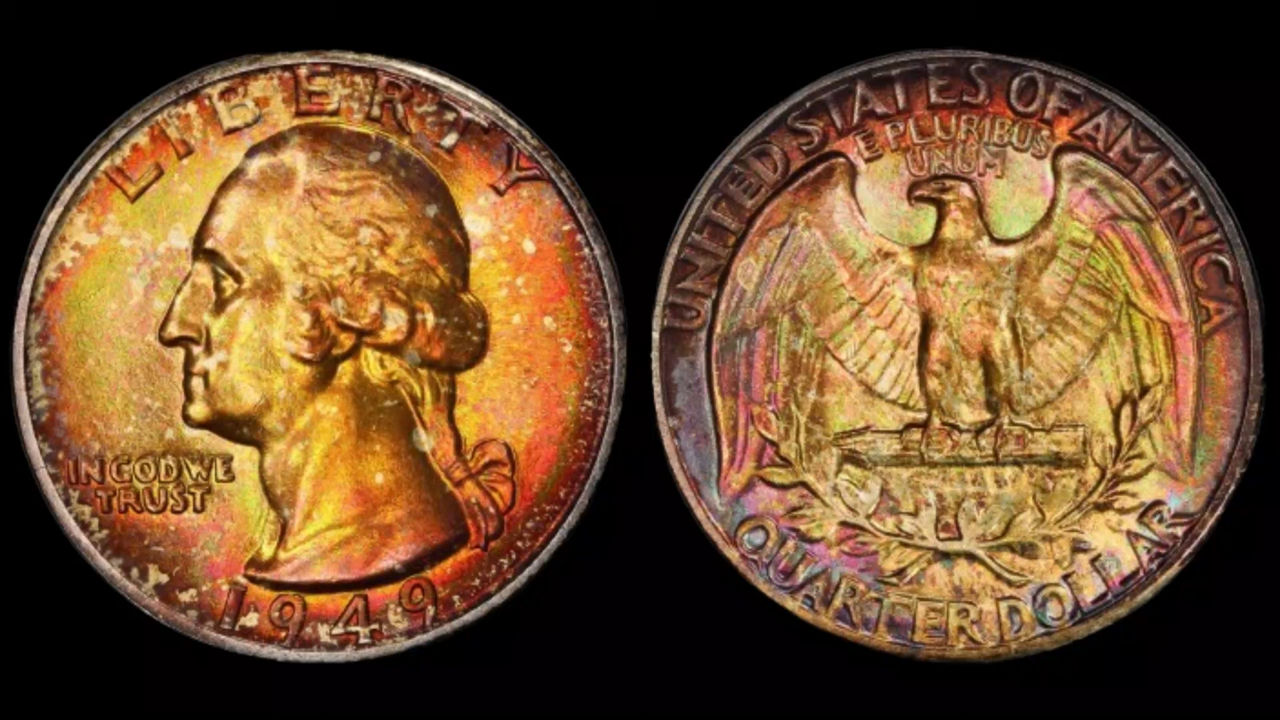 LIBERTY
IN GOD WE
TRUST
1949
UNITED STATES OF AMERICA
E PLURIBUS
UNUM
QUARTER DOLLAR